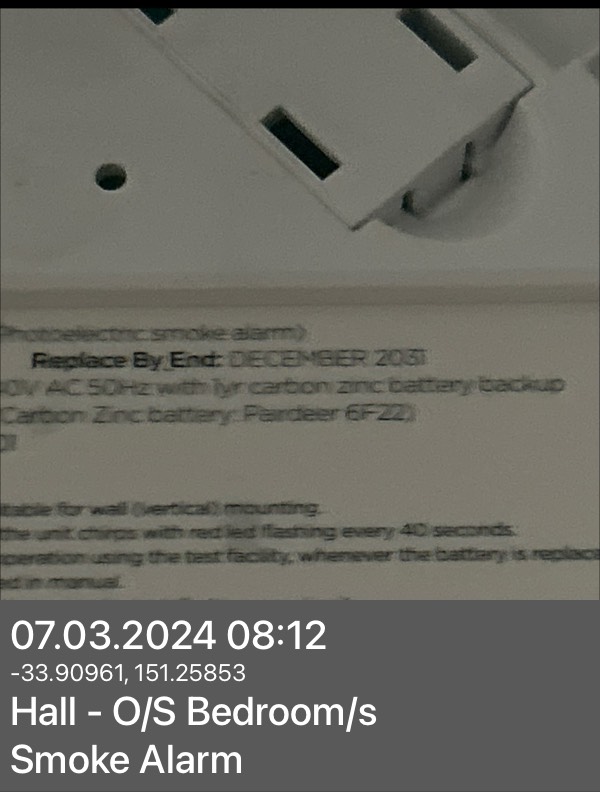 Photoelectric smoke alarm)
Replace By End: DECEMBER 2031
0V AC 50Hz with 1yr carbon zinc battery backup
Carbon Zinc battery: Pairdeer 6F22)
01
itable for wall (vertical) mounting.
the unit chirps with red led flashing every 40 seconds.
operation using the test facility, whenever the battery is replace
ed in manual.
07.03.2024 08:12
-33.90961, 151.25853
Hall - O/S Bedroom/s
Smoke Alarm